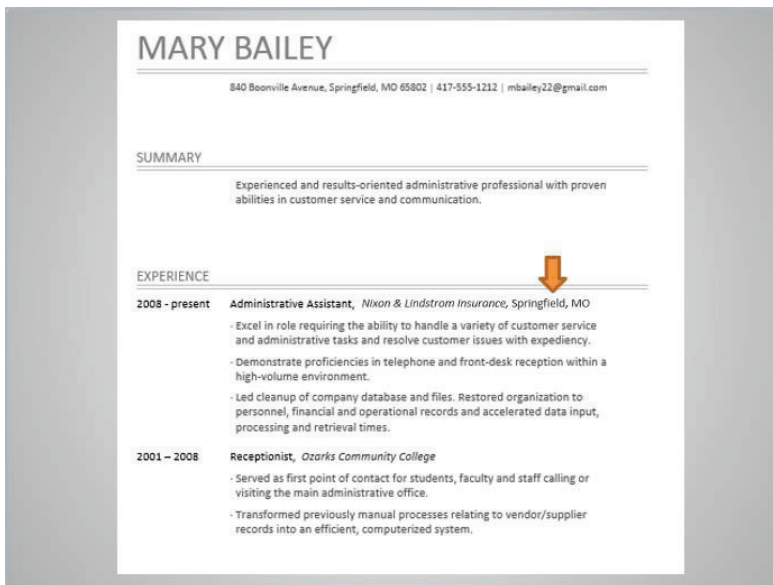 MARY BAILEY
840 Boonville Avenue, Springfield, MO 65802 | 417-555-1212 | mbailey22@gmail.com
SUMMARY
Experienced and results-oriented administrative professional with proven
abilities in customer service and communication.
EXPERIENCE
2008 - present Administrative Assistant, Nixon & Lindstrom Insurance, Springfield, MO
· Excel in role requiring the ability to handle a variety of customer service
and administrative tasks and resolve customer issues with expediency.
· Demonstrate proficiencies in telephone and front-desk reception within a
high-volume environment.
· Led cleanup of company database and files. Restored organization to
personnel, financial and operational records and accelerated data input,
processing and retrieval times.
2001 – 2008 Receptionist, Ozarks Community College
· Served as first point of contact for students, faculty and staff calling or
visiting the main administrative office.
· Transformed previously manual processes relating to vendor/supplier
records into an efficient, computerized system.